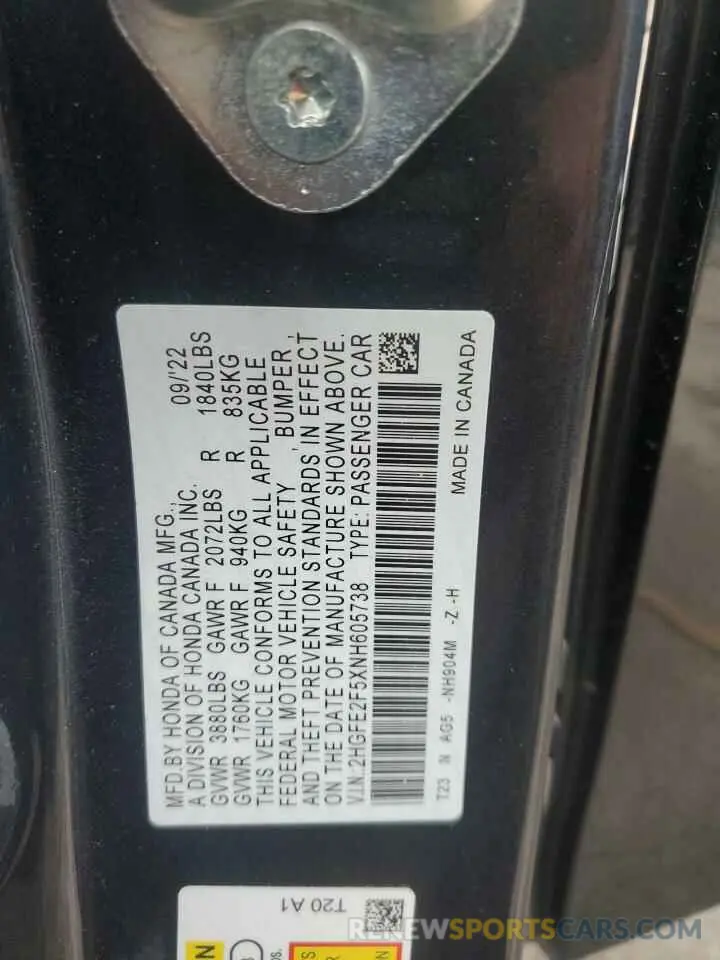 MFD.BY HONDA OF CANADA MFG., 09/'22
A DIVISION OF HONDA CANADA INC.
GVWR 3880LBS GAWR F 2072LBS R 1840LBS
GVWR 1760KG GAWR F 940KG R 835KG
THIS VEHICLE CONFORMS TO ALL APPLICABLE
FEDERAL MOTOR VEHICLE SAFETY , BUMPER ,
AND THEFT PREVENTION STANDARDS IN EFFECT
ON THE DATE OF MANUFACTURE SHOWN ABOVE.
V.I.N.:2HGFE2F5XNH605738 TYPE: PASSENGER CAR
T23 N AG5 -NH904M -Z -H MADE IN CANADA
T20 A1
RENEWSPORTSCARS.COM